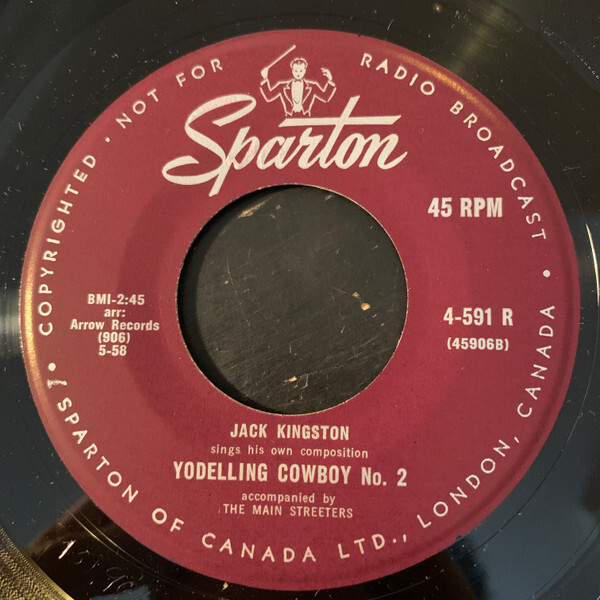 COPYRIGHTED • NOT FOR RADIO BROADCAST •
Sparton
45 RPM
BMI-2:45
arr:
Arrow Records
(906)
5-58
4-591 R
(45906B)
JACK KINGSTON
sings his own composition
YODELLING COWBOY No. 2
accompanied by
THE MAIN STREETERS
• SPARTON OF CANADA LTD., LONDON, CANADA •